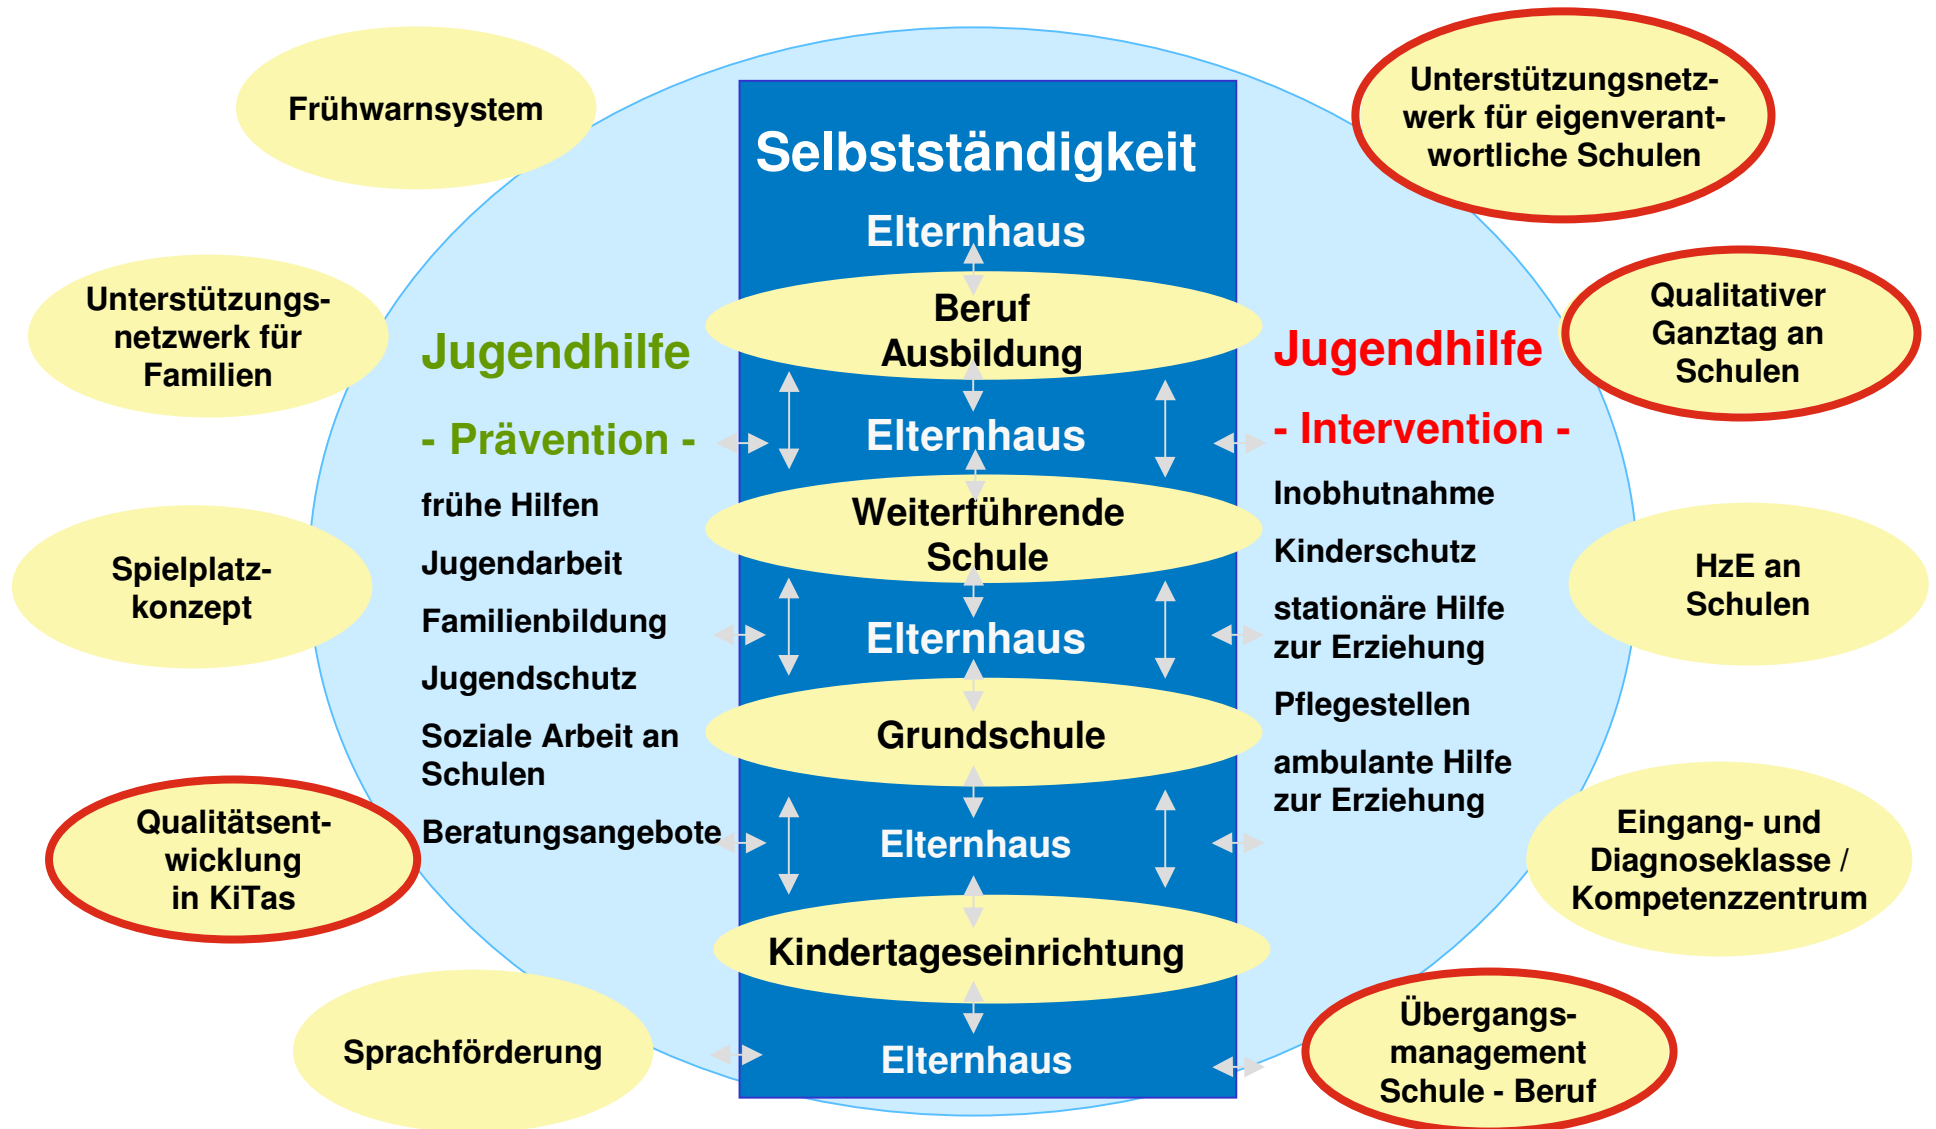 Frühwarnsystem
Unterstützungs-
netzwerk für
Familien
Spielplatz-
konzept
Qualitätsent-
wicklung
in KiTas
Sprachförderung
Jugendhilfe
- Prävention -
frühe Hilfen
Jugendarbeit
Familienbildung
Jugendschutz
Soziale Arbeit an
Schulen
Beratungsangebote
Selbstständigkeit
Elternhaus
Beruf
Ausbildung
Elternhaus
Weiterführende
Schule
Elternhaus
Grundschule
Elternhaus
Kindertageseinrichtung
Elternhaus
Jugendhilfe
- Intervention -
Inobhutnahme
Kinderschutz
stationäre Hilfe
zur Erziehung
Pflegestellen
ambulante Hilfe
zur Erziehung
Unterstützungsnetz-
werk für eigenverant-
wortliche Schulen
Qualitativer
Ganztag an
Schulen
HzE an
Schulen
Eingang- und
Diagnoseklasse /
Kompetenzzentrum
Übergangs-
management
Schule - Beruf